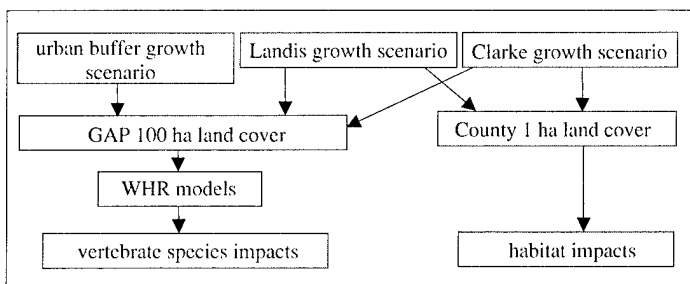 urban buffer growth
scenario
Landis growth scenario
Clarke growth scenario
GAP 100 ha land cover
County 1 ha land cover
WHR models
vertebrate species impacts
habitat impacts